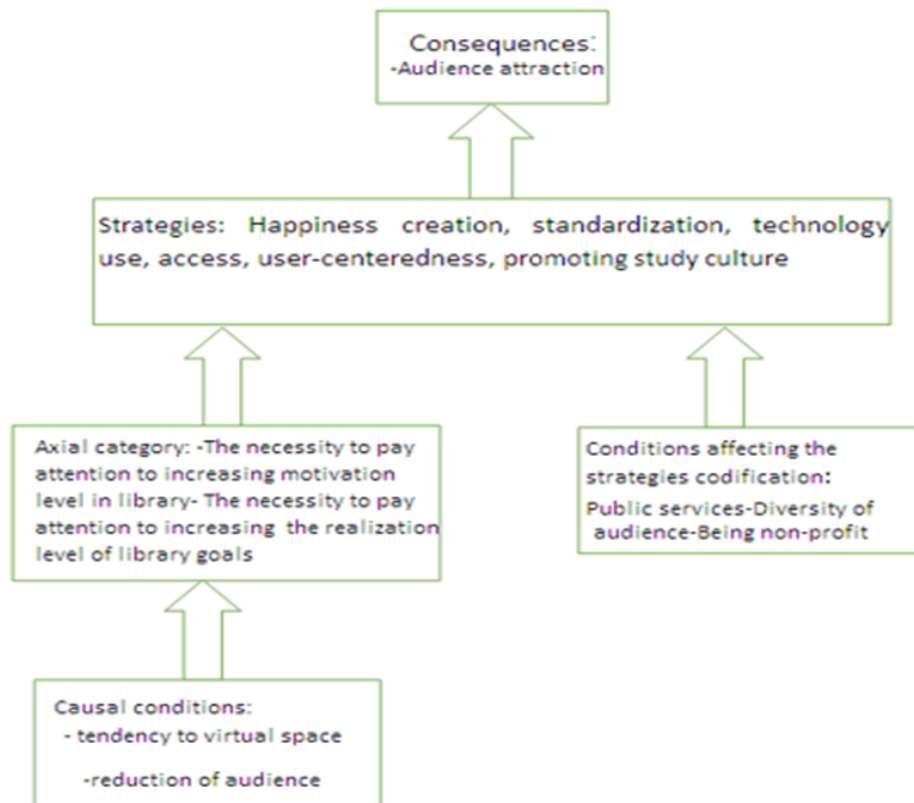 Consequences:
-Audience attraction
Strategies: Happiness creation, standardization, technology
use, access, user-centeredness, promoting study culture
Axial category: -The necessity to pay
attention to increasing motivation
level in library- The necessity to pay
attention to increasing the realization
level of library goals
Conditions affecting the
strategies codification:
Public services-Diversity of
audience-Being non-profit
Causal conditions:
- tendency to virtual space
-reduction of audience